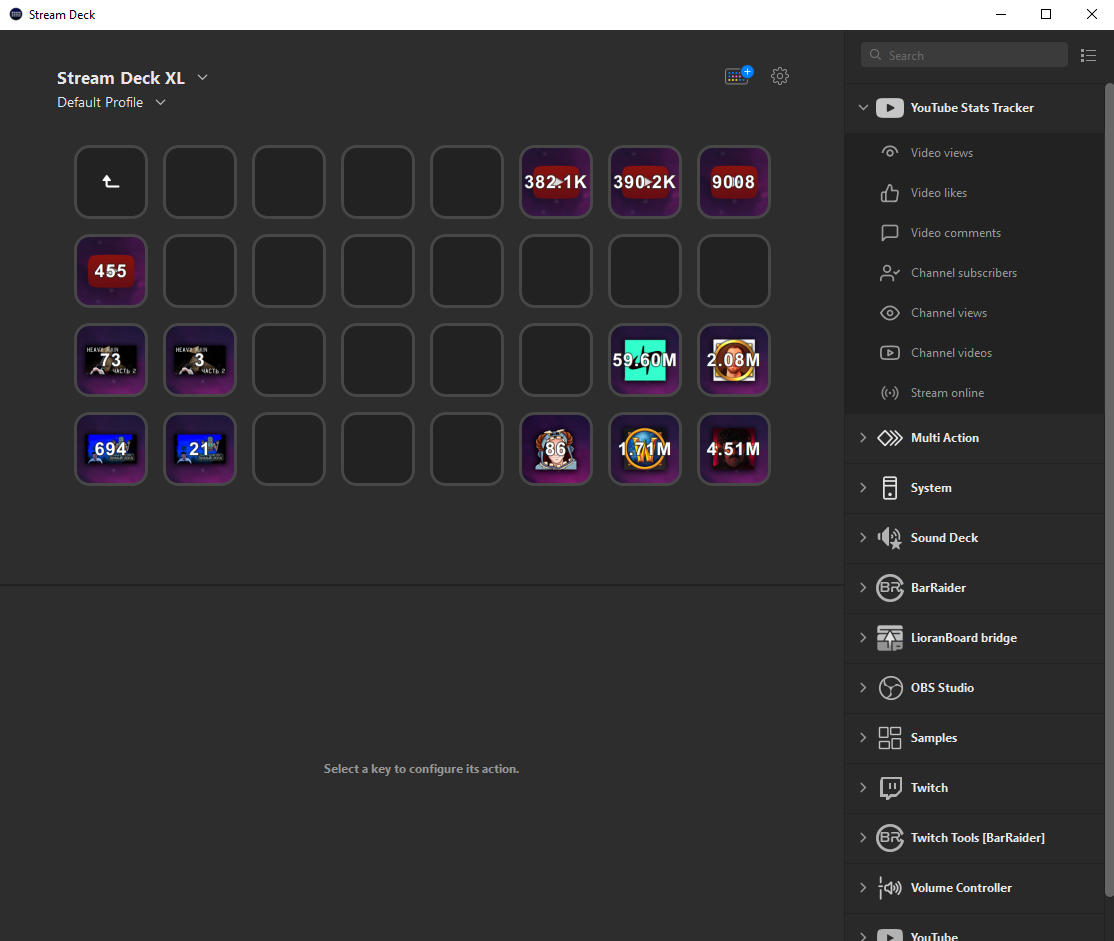 Stream Deck
Stream Deck XL
Default Profile
382.1K
390.2K
9008
455
HEAVY RAIN
73
ЧАСТЬ 2
HEAVY RAIN
3
ЧАСТЬ 2
59.60M
2.08M
694
21
86
1.71M
4.51M
Select a key to configure its action.
Search
YouTube Stats Tracker
Video views
Video likes
Video comments
Channel subscribers
Channel views
Channel videos
Stream online
Multi Action
System
Sound Deck
BR
BarRaider
LioranBoard bridge
OBS Studio
Samples
Twitch
BR
Twitch Tools [BarRaider]
Volume Controller
YouTube